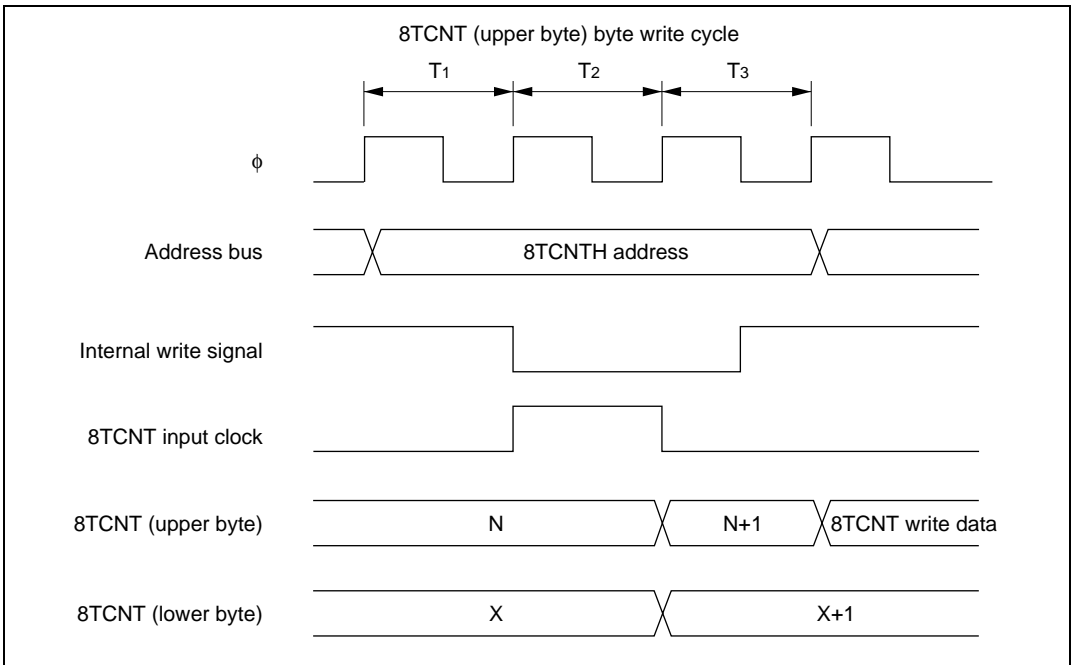 8TCNT (upper byte) byte write cycle
T1 T2 T3
φ
Address bus 8TCNTH address
Internal write signal
8TCNT input clock
8TCNT (upper byte) N N+1 8TCNT write data
8TCNT (lower byte) X X+1